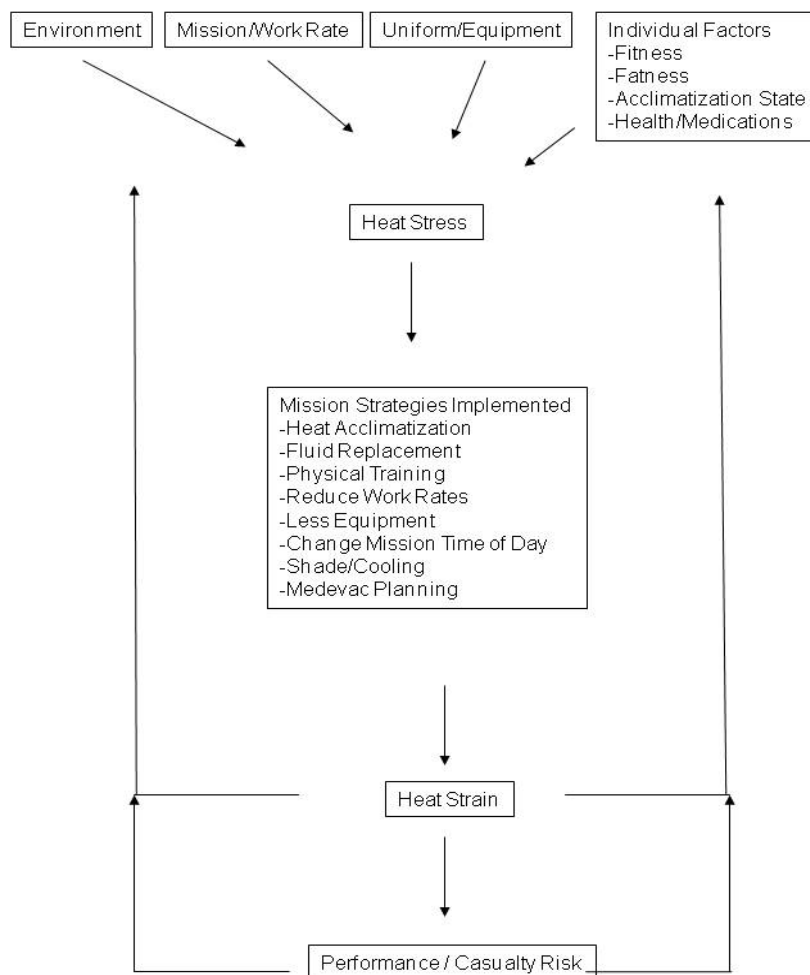 Environment
Mission/Work Rate
Uniform/Equipment
Individual Factors
-Fitness
-Fatness
-Acclimatization State
-Health/Medications
Heat Stress
Mission Strategies Implemented
-Heat Acclimatization
-Fluid Replacement
-Physical Training
-Reduce Work Rates
-Less Equipment
-Change Mission Time of Day
-Shade/Cooling
-Medevac Planning
Heat Strain
Performance / Casualty Risk